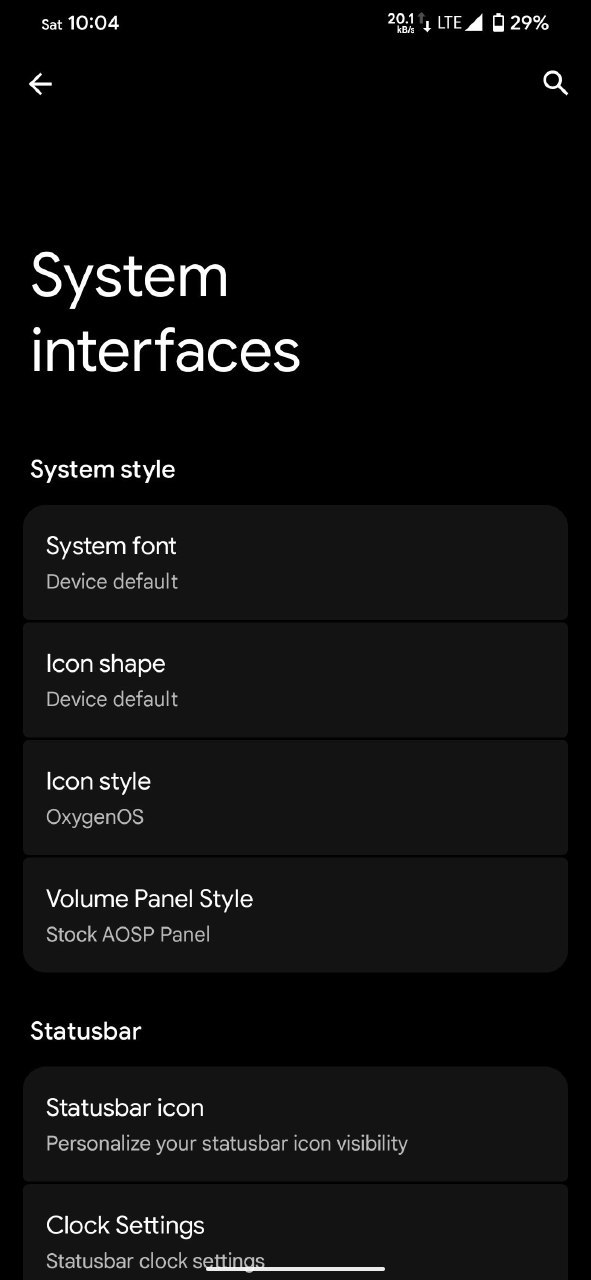 Sat 10:04 20.1 kB/s LTE 29%
System
interfaces
System style
System font
Device default
Icon shape
Device default
Icon style
OxygenOS
Volume Panel Style
Stock AOSP Panel
Statusbar
Statusbar icon
Personalize your statusbar icon visibility
Clock Settings
Statusbar clock settings